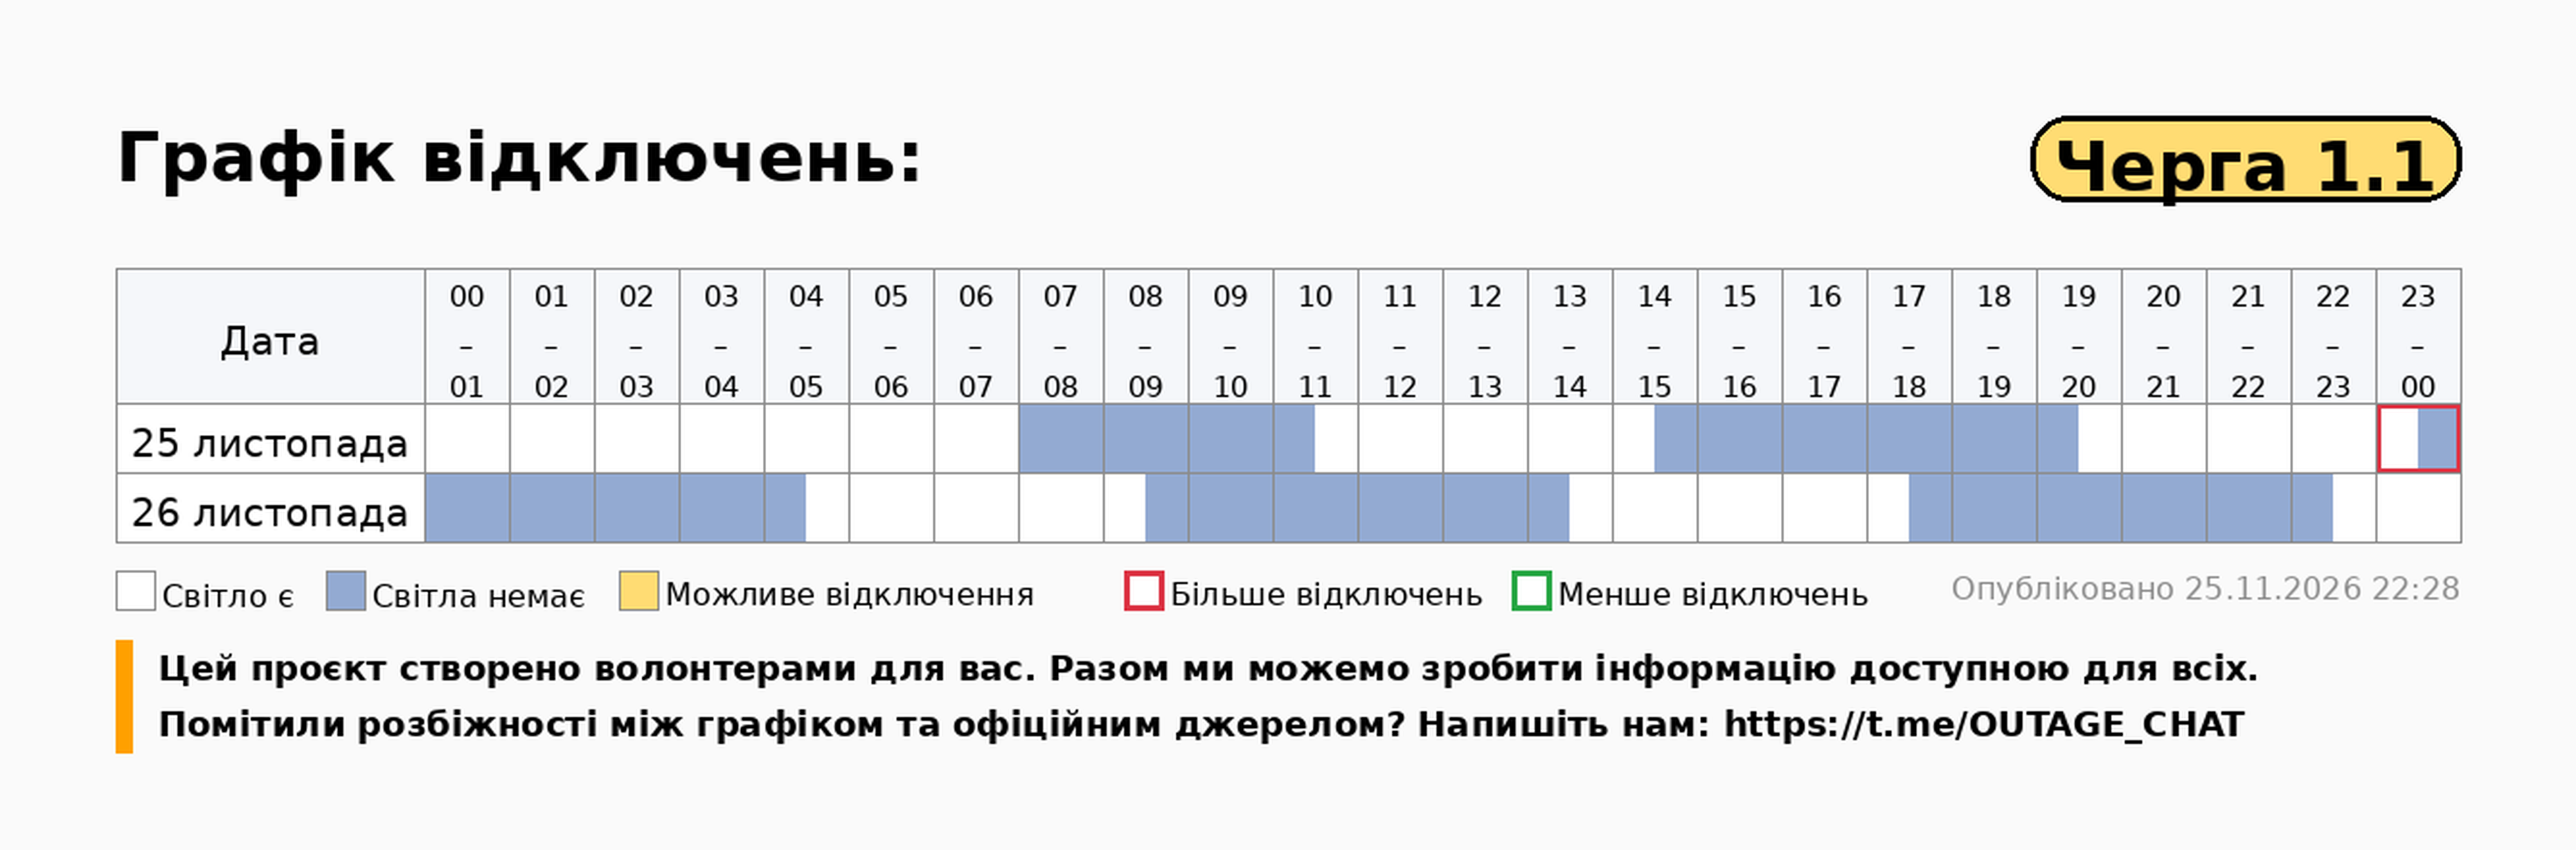 Графік відключень:
Черга 1.1
Дата 00 – 01 01 – 02 02 – 03 03 – 04 04 – 05 05 – 06 06 – 07 07 – 08 08 – 09 09 – 10 10 – 11 11 – 12 12 – 13 13 – 14 14 – 15 15 – 16 16 – 17 17 – 18 18 – 19 19 – 20 20 – 21 21 – 22 22 – 23 23 – 00
25 листопада
26 листопада
Світло є Світла немає Можливе відключення Більше відключень Менше відключень Опубліковано 25.11.2026 22:28
Цей проєкт створено волонтерами для вас. Разом ми можемо зробити інформацію доступною для всіх.
Помітили розбіжності між графіком та офіційним джерелом? Напишіть нам: https://t.me/OUTAGE_CHAT